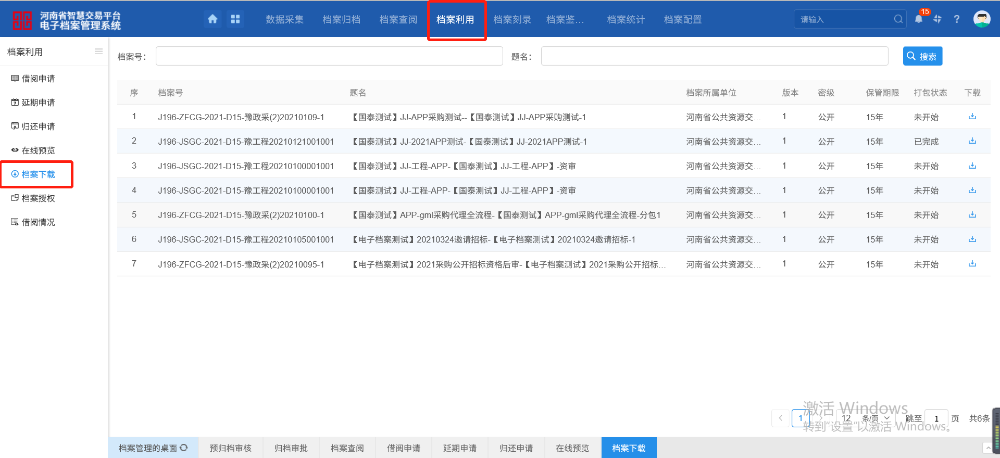 河南省智慧交易平台
电子档案管理系统
数据采集 档案归档 档案查阅 档案利用 档案刻录 档案鉴... 档案统计 档案配置
请输入
15
?
档案利用
借阅申请
延期申请
归还申请
在线预览
档案下载
档案授权
借阅情况
档案号： 题名： 搜索
序 档案号 题名 档案所属单位 版本 密级 保管期限 打包状态 下载
1 J196-ZFCG-2021-D15-豫政采(2)20210109-1 【国泰测试】JJ-APP采购测试--【国泰测试】JJ-APP采购测试-1 河南省公共资源交... 1 公开 15年 未开始
2 J196-JSGC-2021-D15-豫工程20210121001001 【国泰测试】JJ-2021APP测试-【国泰测试】JJ-2021APP测试-1 河南省公共资源交... 1 公开 15年 已完成
3 J196-JSGC-2021-D15-豫工程20210100001001 【国泰测试】JJ-工程-APP-【国泰测试】JJ-工程-APP】-资审 河南省公共资源交... 1 公开 15年 未开始
4 J196-JSGC-2021-D15-豫工程20210100001001 【国泰测试】JJ-工程-APP-【国泰测试】JJ-工程-APP】-资审 河南省公共资源交... 1 公开 15年 未开始
5 J196-ZFCG-2021-D15-豫政采(2)20210100-1 【国泰测试】APP-gml采购代理全流程-【国泰测试】APP-gml采购代理全流程-分包1 河南省公共资源交... 1 公开 15年 未开始
6 J196-JSGC-2021-D15-豫工程20210105001001 【电子档案测试】20210324邀请招标-【电子档案测试】20210324邀请招标-1 河南省公共资源交... 1 公开 15年 未开始
7 J196-ZFCG-2021-D15-豫政采(2)20210095-1 【电子档案测试】2021采购公开招标资格后审-【电子档案测试】2021采购公开招标... 河南省公共资源交... 1 公开 15年 未开始
激活 Windows
1 12 条/页 跳至 1 页 共6条
转到"设置"以激活 Windows。
档案管理的桌面 预归档审核 归档审批 档案查阅 借阅申请 延期申请 归还申请 在线预览 档案下载